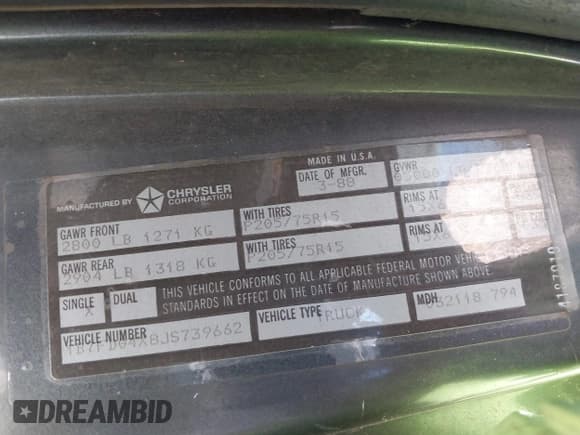 MADE IN U.S.A.
MANUFACTURED BY CHRYSLER CORPORATION
DATE OF MFGR. 3-88
GVWR
GAWR FRONT 2800 LB 1271 KG
WITH TIRES P205/75R15
RIMS AT
GAWR REAR 2904 LB 1318 KG
WITH TIRES P205/75R15
RIMS AT
SINGLE X DUAL
THIS VEHICLE CONFORMS TO ALL APPLICABLE FEDERAL MOTOR VEHICLE
STANDARDS IN EFFECT ON THE DATE OF MANUFACTURE SHOWN ABOVE.
VEHICLE NUMBER 1B7FD04X8JS739662
VEHICLE TYPE TRUCK
MDH 032118 794
DREAMBID